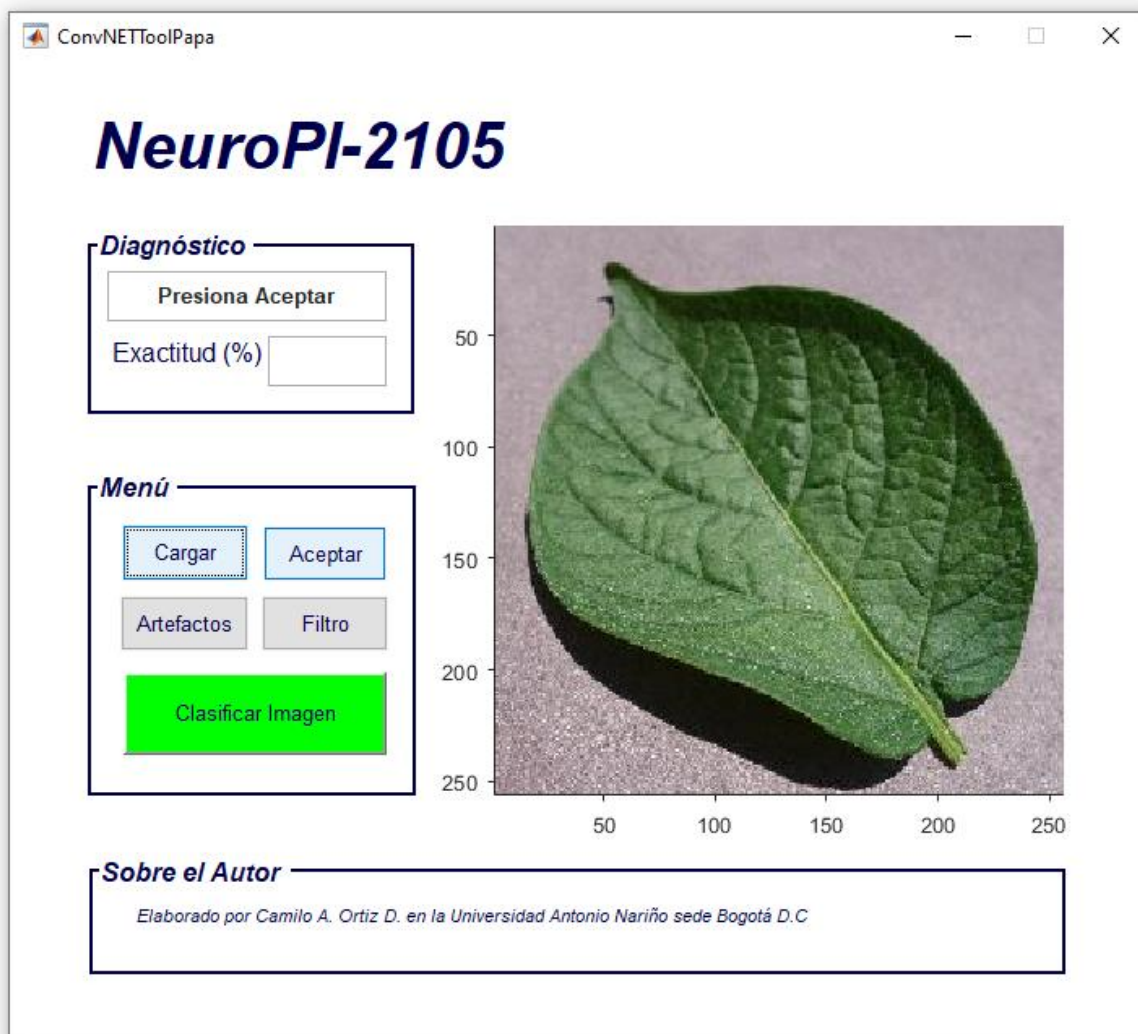 ConvNETToolPapa
NeuroPI-2105
Diagnóstico
Presiona Aceptar
Exactitud (%)
Menú
Cargar
Aceptar
Artefactos
Filtro
Clasificar Imagen
50
100
150
200
250
50
100
150
200
250
Sobre el Autor
Elaborado por Camilo A. Ortiz D. en la Universidad Antonio Nariño sede Bogotá D.C